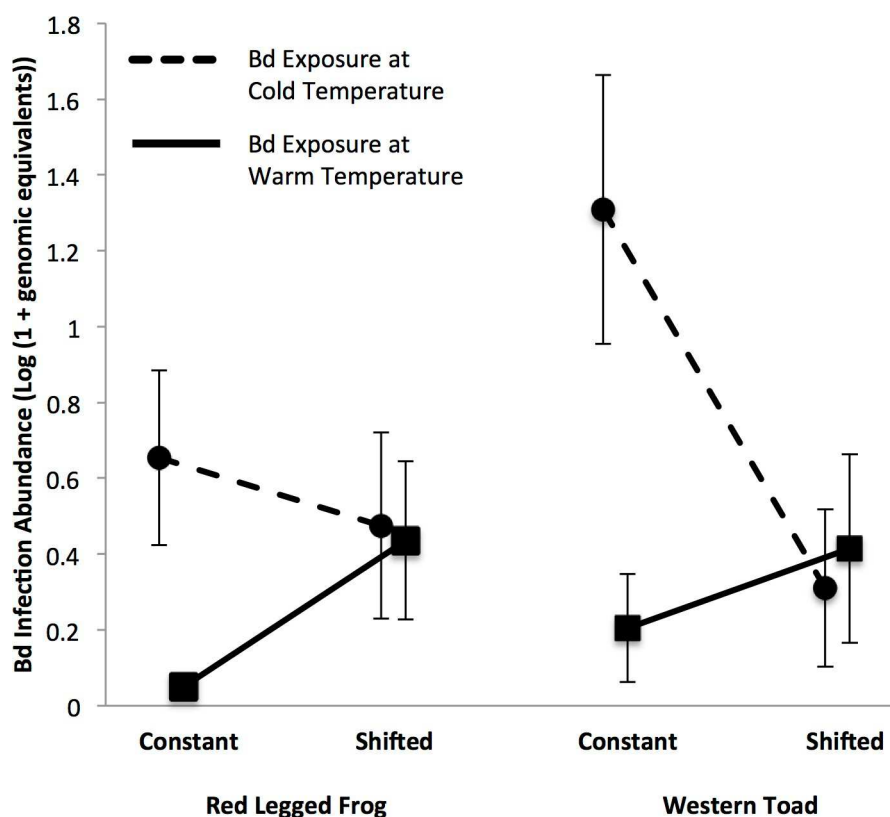 Bd Infection Abundance (Log (1 + genomic equivalents))
1.8
1.6
1.4
1.2
1
0.8
0.6
0.4
0.2
0
Bd Exposure at
Cold Temperature
Bd Exposure at
Warm Temperature
Constant Shifted Constant Shifted
Red Legged Frog Western Toad